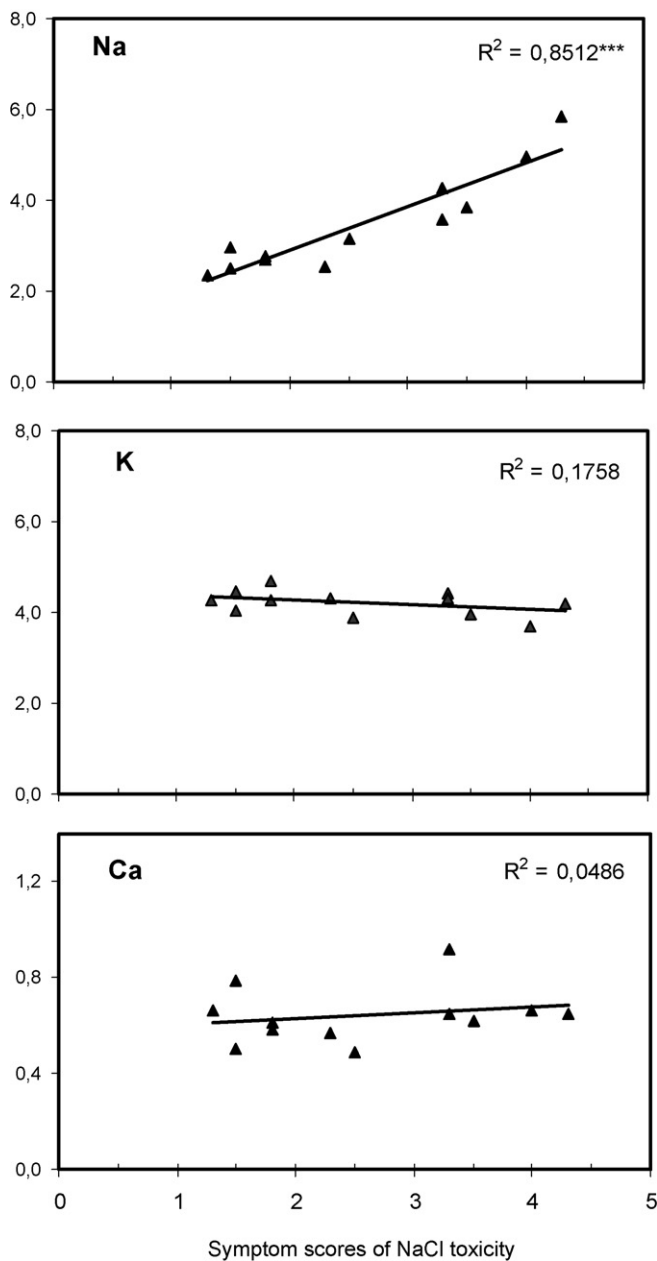 8,0
Na
R² = 0,8512***
6,0
4,0
2,0
0,0
8,0
K
R² = 0,1758
6,0
4,0
2,0
0,0
Ca
R² = 0,0486
1,2
0,8
0,4
0,0
0 1 2 3 4 5
Symptom scores of NaCl toxicity